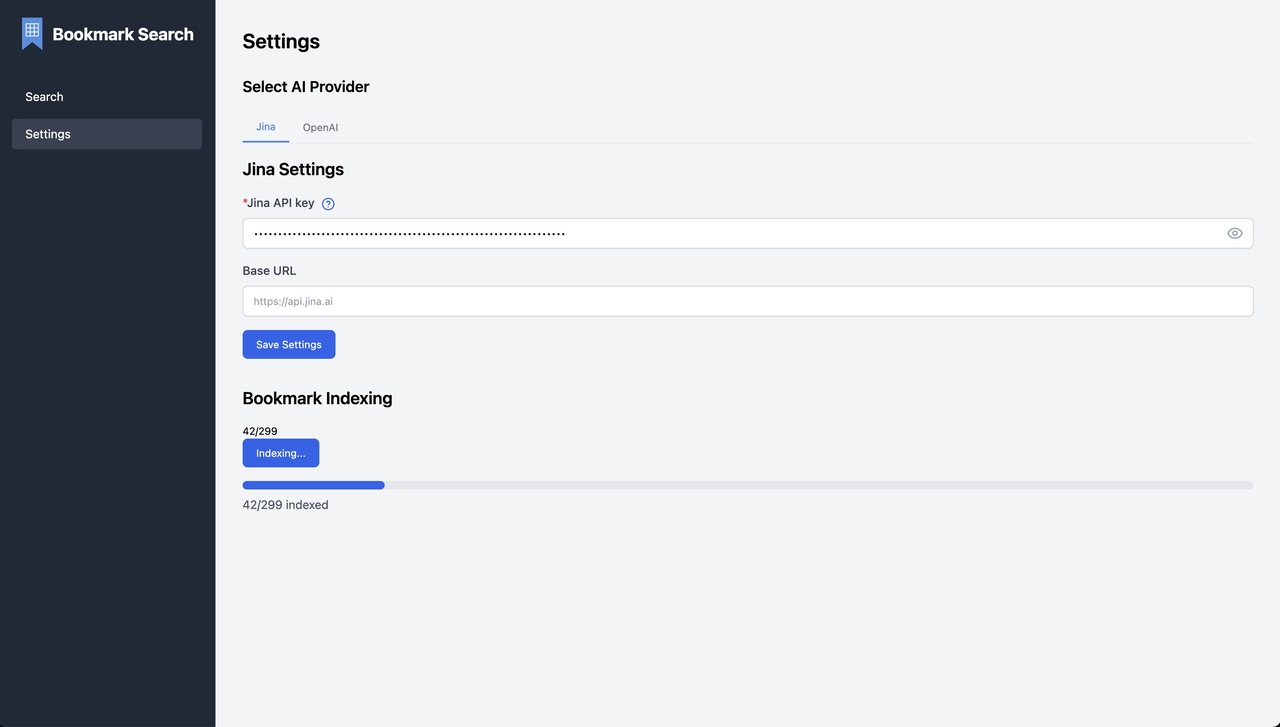 Bookmark Search
Search
Settings
Settings
Select AI Provider
Jina
OpenAI
Jina Settings
*Jina API key
Base URL
https://api.jina.ai
Save Settings
Bookmark Indexing
42/299
Indexing...
42/299 indexed